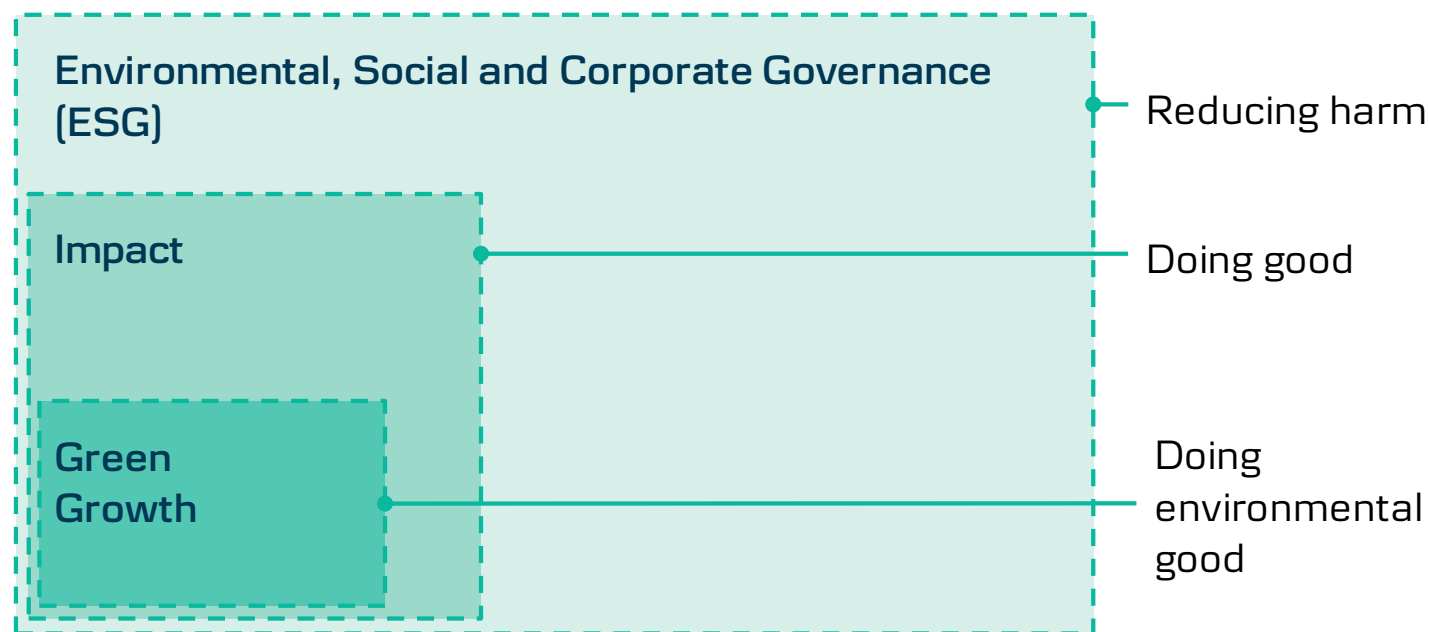 Environmental, Social and Corporate Governance
(ESG)
Reducing harm
Impact
Doing good
Green
Growth
Doing
environmental
good